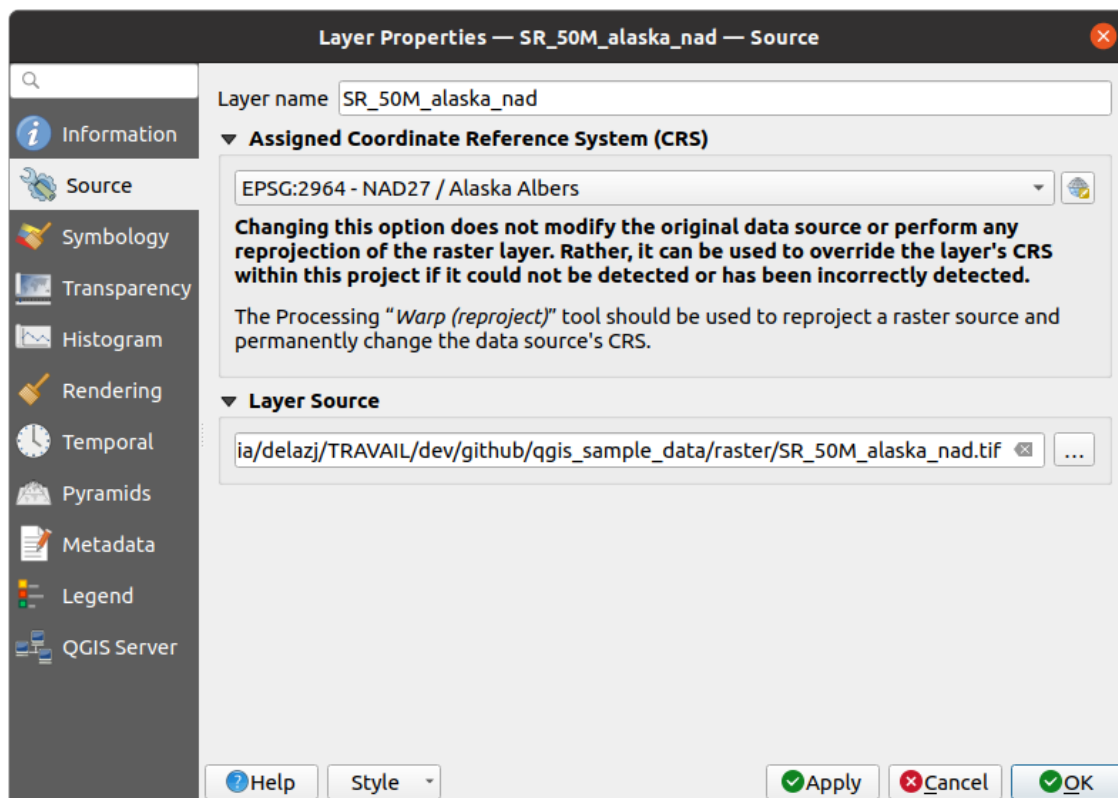 Layer Properties — SR_50M_alaska_nad — Source
Information
Source
Symbology
Transparency
Histogram
Rendering
Temporal
Pyramids
Metadata
Legend
QGIS Server
Layer name SR_50M_alaska_nad
Assigned Coordinate Reference System (CRS)
EPSG:2964 - NAD27 / Alaska Albers
Changing this option does not modify the original data source or perform any
reprojection of the raster layer. Rather, it can be used to override the layer's CRS
within this project if it could not be detected or has been incorrectly detected.
The Processing “Warp (reproject)” tool should be used to reproject a raster source and
permanently change the data source's CRS.
Layer Source
ia/delazj/TRAVAIL/dev/github/qgis_sample_data/raster/SR_50M_alaska_nad.tif
...
Help Style Apply Cancel OK